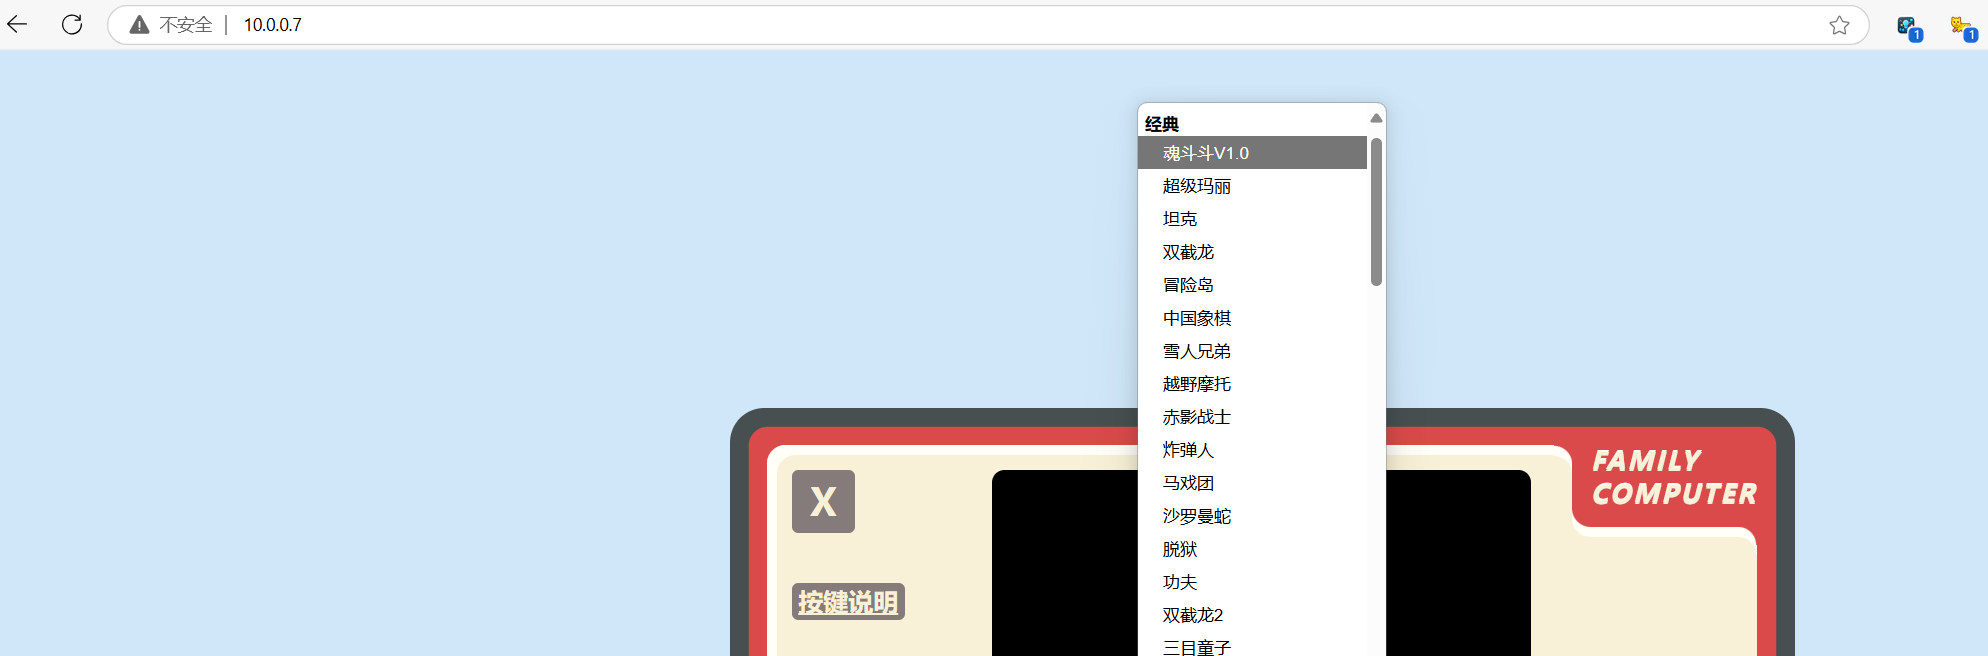 不安全 | 10.0.0.7
1
1
经典
魂斗斗V1.0
超级玛丽
坦克
双截龙
冒险岛
中国象棋
雪人兄弟
越野摩托
赤影战士
炸弹人
马戏团
沙罗曼蛇
脱狱
功夫
双截龙2
三目童子
X
按键说明
FAMILY
COMPUTER